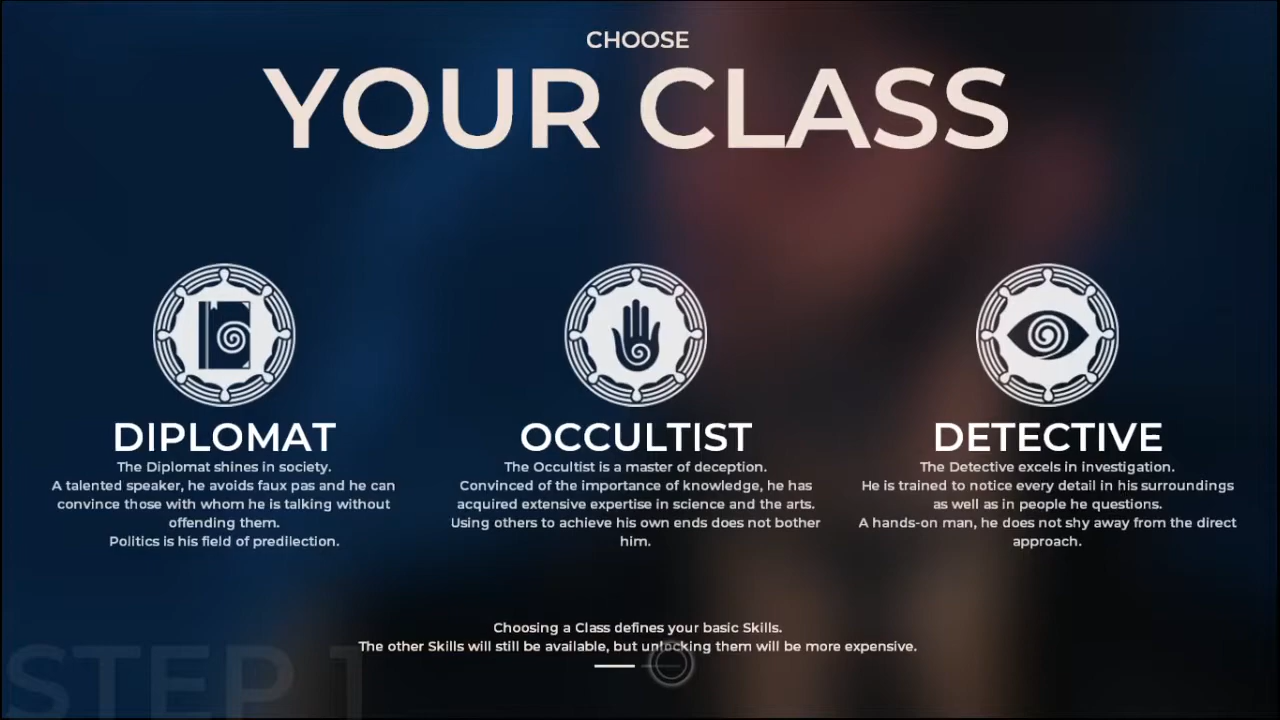 CHOOSE
YOUR CLASS
DIPLOMAT
The Diplomat shines in society.
A talented speaker, he avoids faux pas and he can
convince those with whom he is talking without
offending them.
Politics is his field of predilection.
OCCULTIST
The Occultist is a master of deception.
Convinced of the importance of knowledge, he has
acquired extensive expertise in science and the arts.
Using others to achieve his own ends does not bother
him.
DETECTIVE
The Detective excels in investigation.
He is trained to notice every detail in his surroundings
as well as in people he questions.
A hands-on man, he does not shy away from the direct
approach.
Choosing a Class defines your basic Skills.
The other Skills will still be available, but unlocking them will be more expensive.
STEP 1